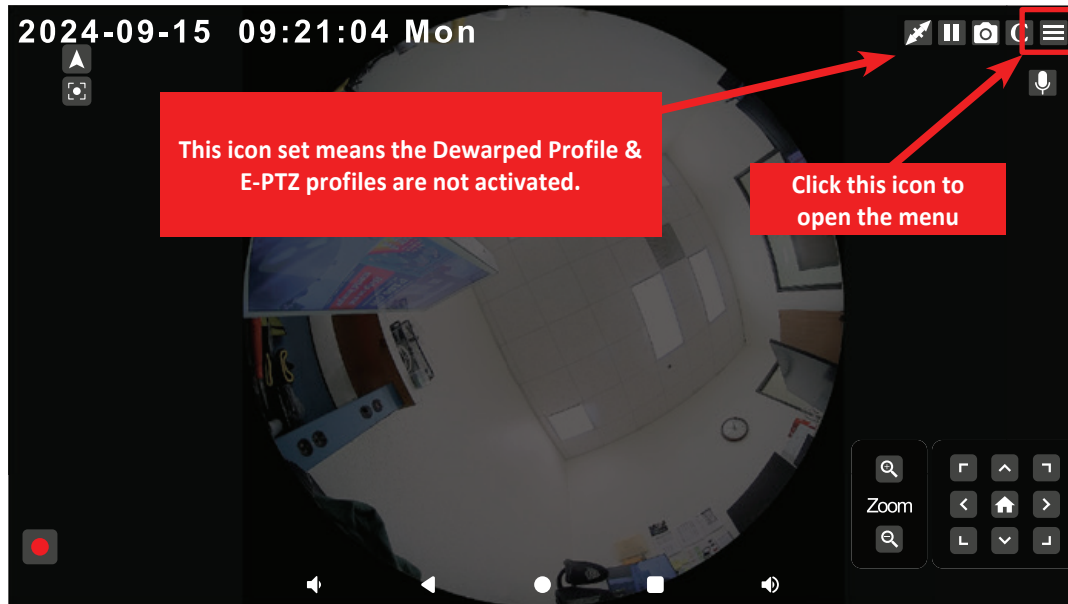 2024-09-15 09:21:04 Mon
C
This icon set means the Dewarped Profile &
E-PTZ profiles are not activated.
Click this icon to
open the menu
Zoom